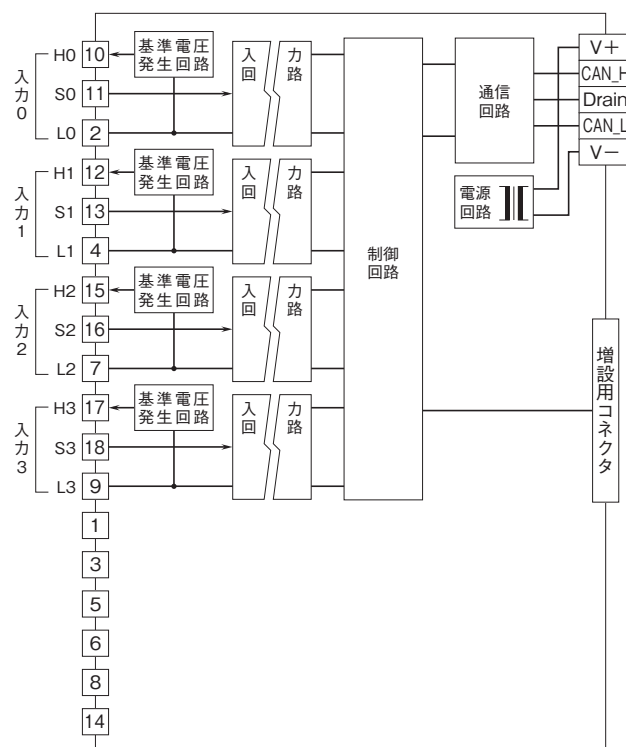 入力0
H0 10
S0 11
L0 2
基準電圧
発生回路
入回 力路
入力1
H1 12
S1 13
L1 4
基準電圧
発生回路
入回 力路
入力2
H2 15
S2 16
L2 7
基準電圧
発生回路
入回 力路
入力3
H3 17
S3 18
L3 9
基準電圧
発生回路
入回 力路
1
3
5
6
8
14
制御
回路
通信
回路
電源
回路
V+
CAN_H
Drain
CAN_L
V−
増設用コネクタ